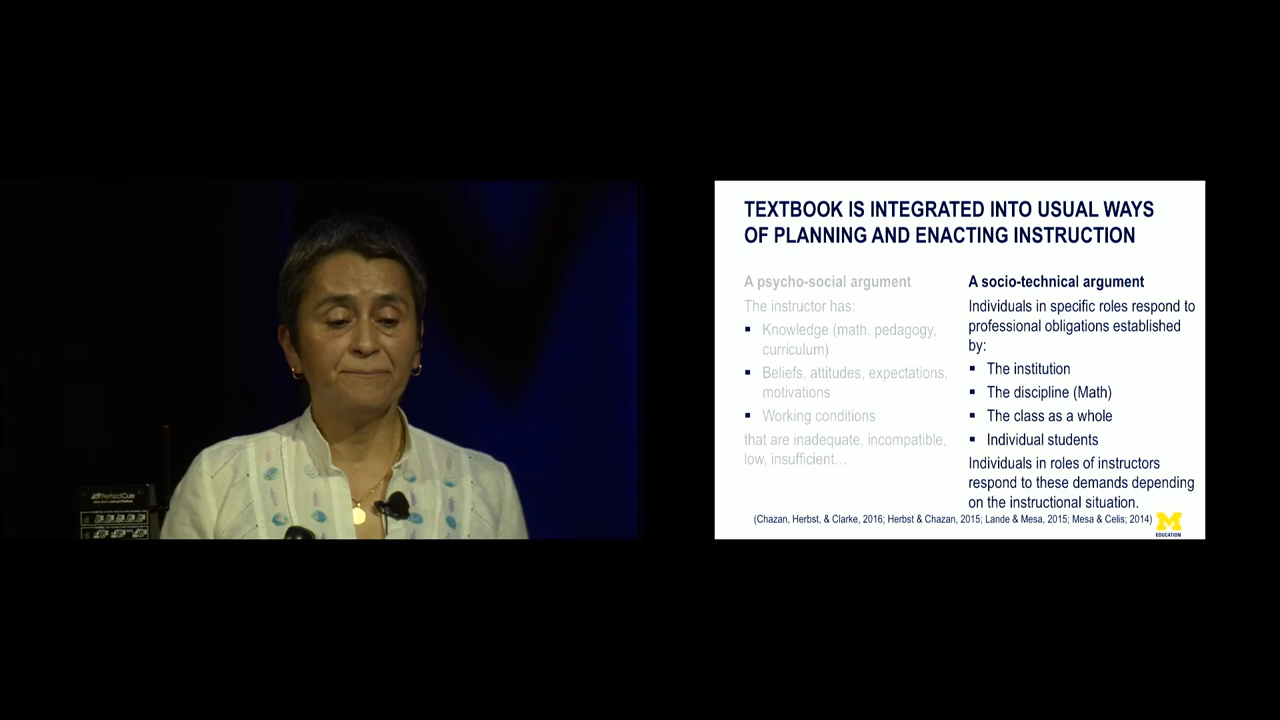 PerfectCue
TEXTBOOK IS INTEGRATED INTO USUAL WAYS
OF PLANNING AND ENACTING INSTRUCTION
A psycho-social argument
The instructor has:
▪ Knowledge (math, pedagogy,
curriculum)
▪ Beliefs, attitudes, expectations,
motivations
▪ Working conditions
that are inadequate, incompatible,
low, insufficient…
A socio-technical argument
Individuals in specific roles respond to
professional obligations established
by:
▪ The institution
▪ The discipline (Math)
▪ The class as a whole
▪ Individual students
Individuals in roles of instructors
respond to these demands depending
on the instructional situation.
(Chazan, Herbst, & Clarke, 2016; Herbst & Chazan, 2015; Lande & Mesa, 2015; Mesa & Celis; 2014)
M
EDUCATION